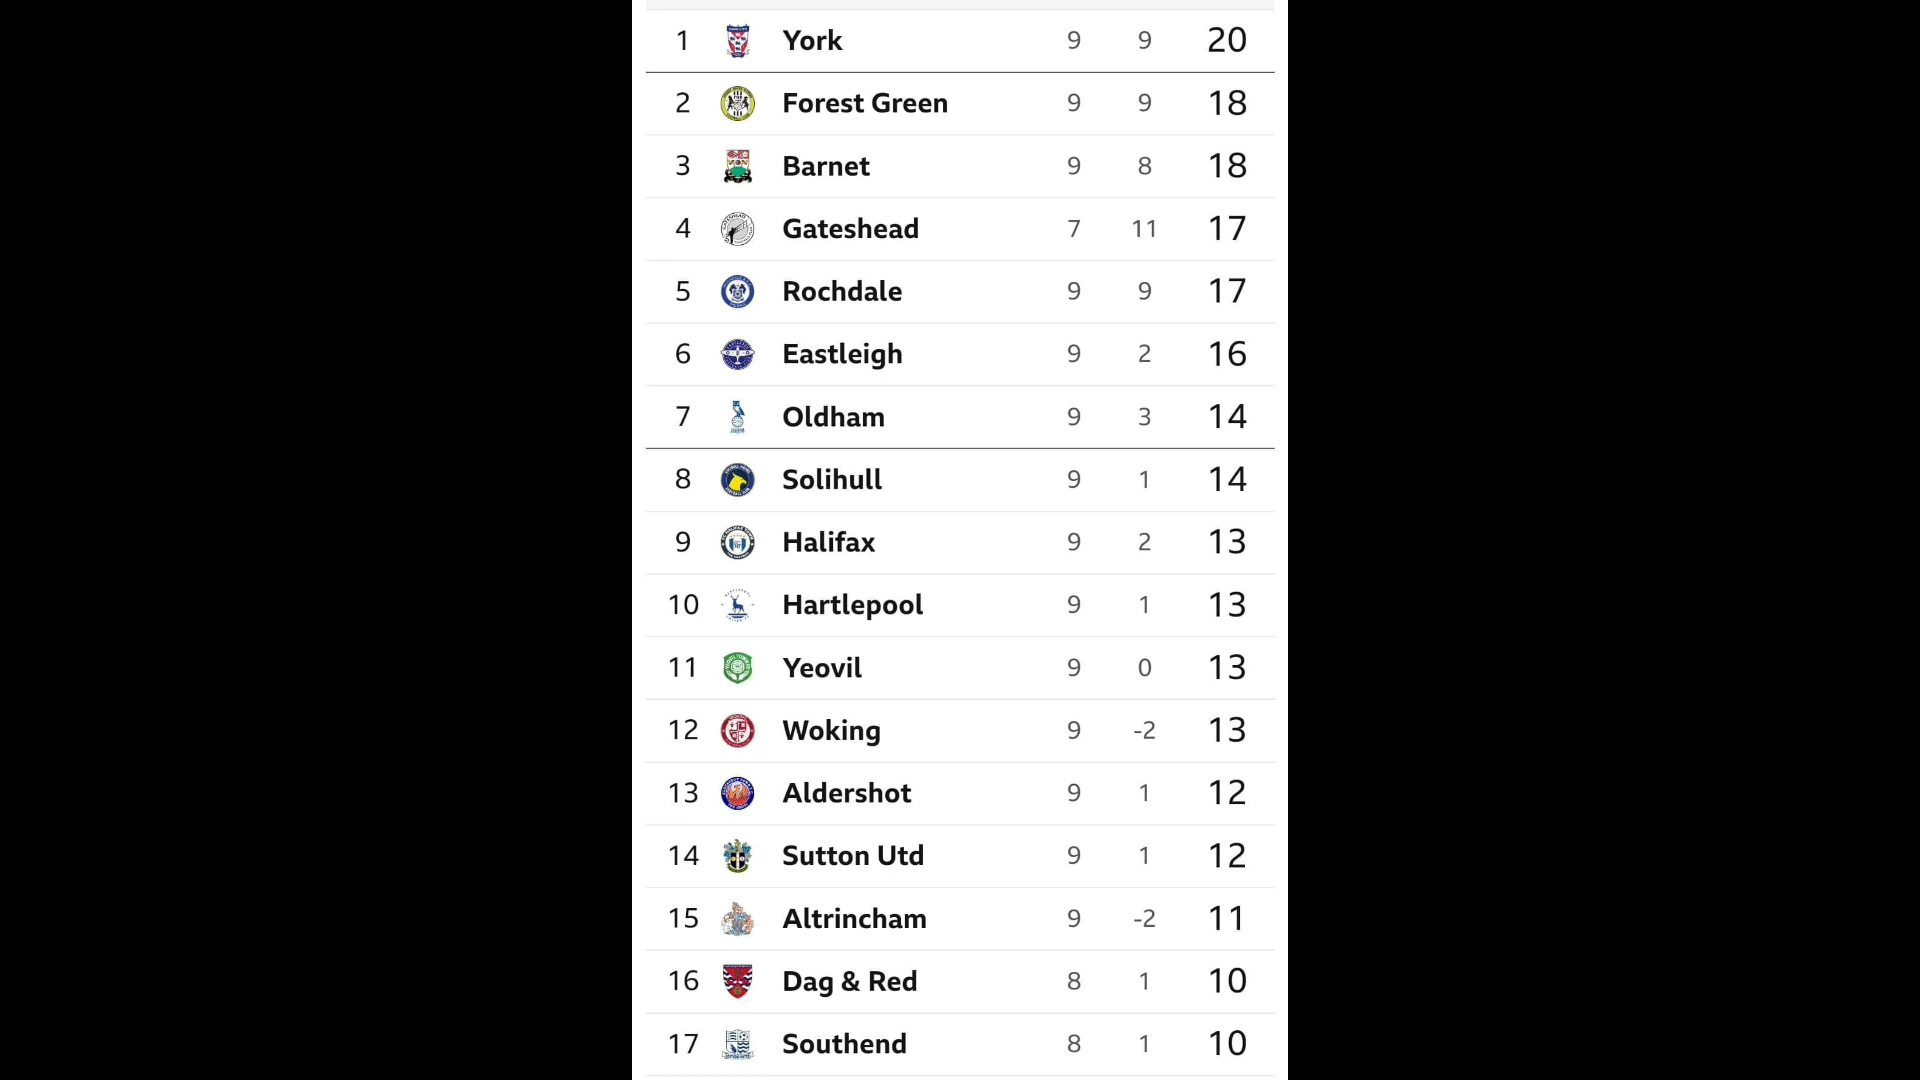 1 York 9 9 20
2 Forest Green 9 9 18
3 Barnet 9 8 18
4 Gateshead 7 11 17
5 Rochdale 9 9 17
6 Eastleigh 9 2 16
7 Oldham 9 3 14
8 Solihull 9 1 14
9 Halifax 9 2 13
10 Hartlepool 9 1 13
11 Yeovil 9 0 13
12 Woking 9 -2 13
13 Aldershot 9 1 12
14 Sutton Utd 9 1 12
15 Altrincham 9 -2 11
16 Dag & Red 8 1 10
17 Southend 8 1 10